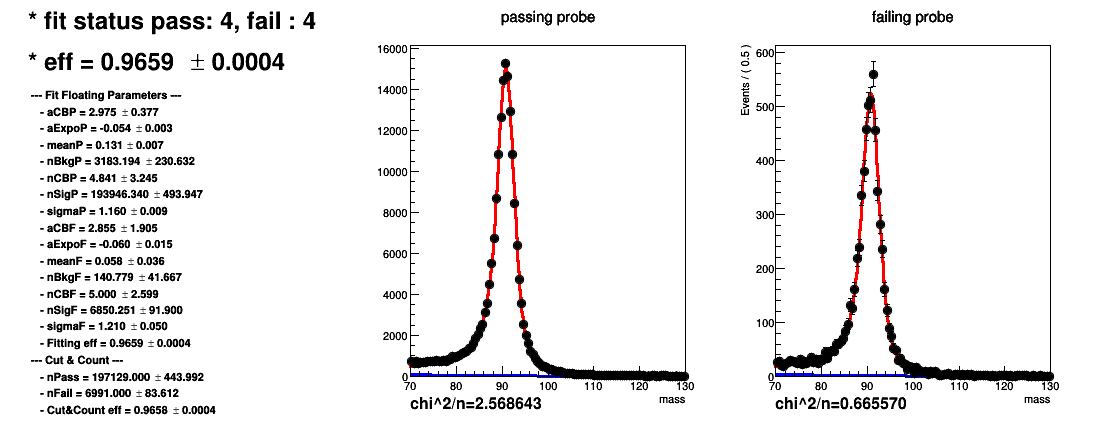 * fit status pass: 4, fail : 4
* eff = 0.9659 ± 0.0004
--- Fit Floating Parameters ---
- aCBP = 2.975 ± 0.377
- aExpoP = -0.054 ± 0.003
- meanP = 0.131 ± 0.007
- nBkgP = 3183.194 ± 230.632
- nCBP = 4.841 ± 3.245
- nSigP = 193946.340 ± 493.947
- sigmaP = 1.160 ± 0.009
- aCBF = 2.855 ± 1.905
- aExpoF = -0.060 ± 0.015
- meanF = 0.058 ± 0.036
- nBkgF = 140.779 ± 41.667
- nCBF = 5.000 ± 2.599
- nSigF = 6850.251 ± 91.900
- sigmaF = 1.210 ± 0.050
- Fitting eff = 0.9659 ± 0.0004
--- Cut & Count ---
- nPass = 197129.000 ± 443.992
- nFail = 6991.000 ± 83.612
- Cut&Count eff = 0.9658 ± 0.0004
passing probe
16000
14000
12000
10000
8000
6000
4000
2000
0
70 80 90 100 110 120 130
mass
chi^2/n=2.568643
failing probe
Events / ( 0.5 )
600
500
400
300
200
100
0
70 80 90 100 110 120 130
mass
chi^2/n=0.665570